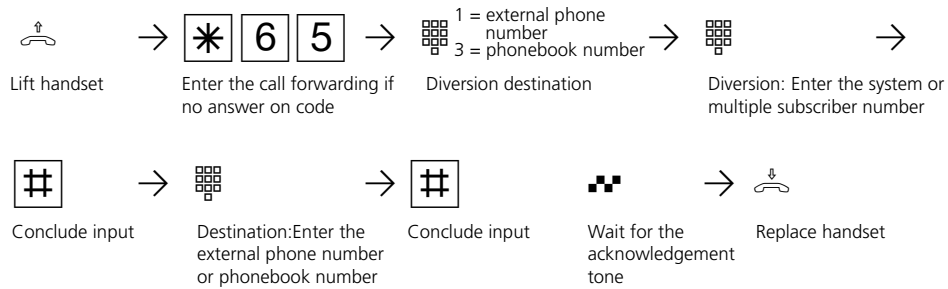 1 = external phone
number
3 = phonebook number
* 6 5
Lift handset
Enter the call forwarding if
no answer on code
Diversion destination
Diversion: Enter the system or
multiple subscriber number
# #
Conclude input
Destination:Enter the
external phone number
or phonebook number
Conclude input
Wait for the
acknowledgement
tone
Replace handset